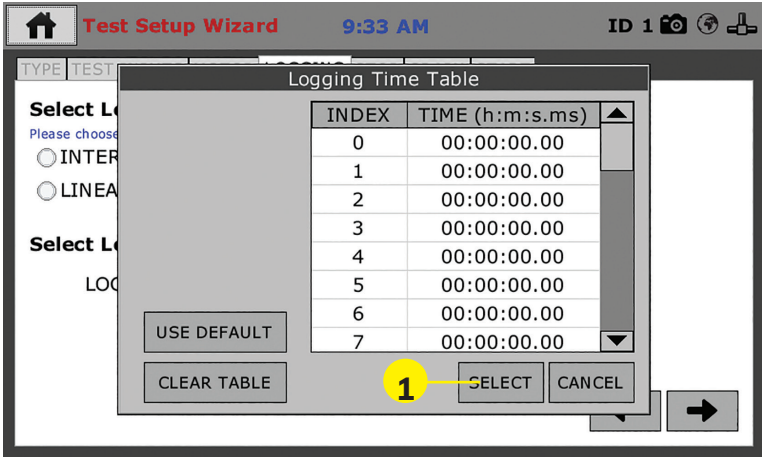 Test Setup Wizard 9:33 AM ID 1
TYPE TEST
Logging Time Table
Select Lo
Please choose
INTER
LINEA
Select Lo
LOG
INDEX TIME (h:m:s.ms)
0 00:00:00.00
1 00:00:00.00
2 00:00:00.00
3 00:00:00.00
4 00:00:00.00
5 00:00:00.00
6 00:00:00.00
7 00:00:00.00
USE DEFAULT
CLEAR TABLE
1
SELECT
CANCEL